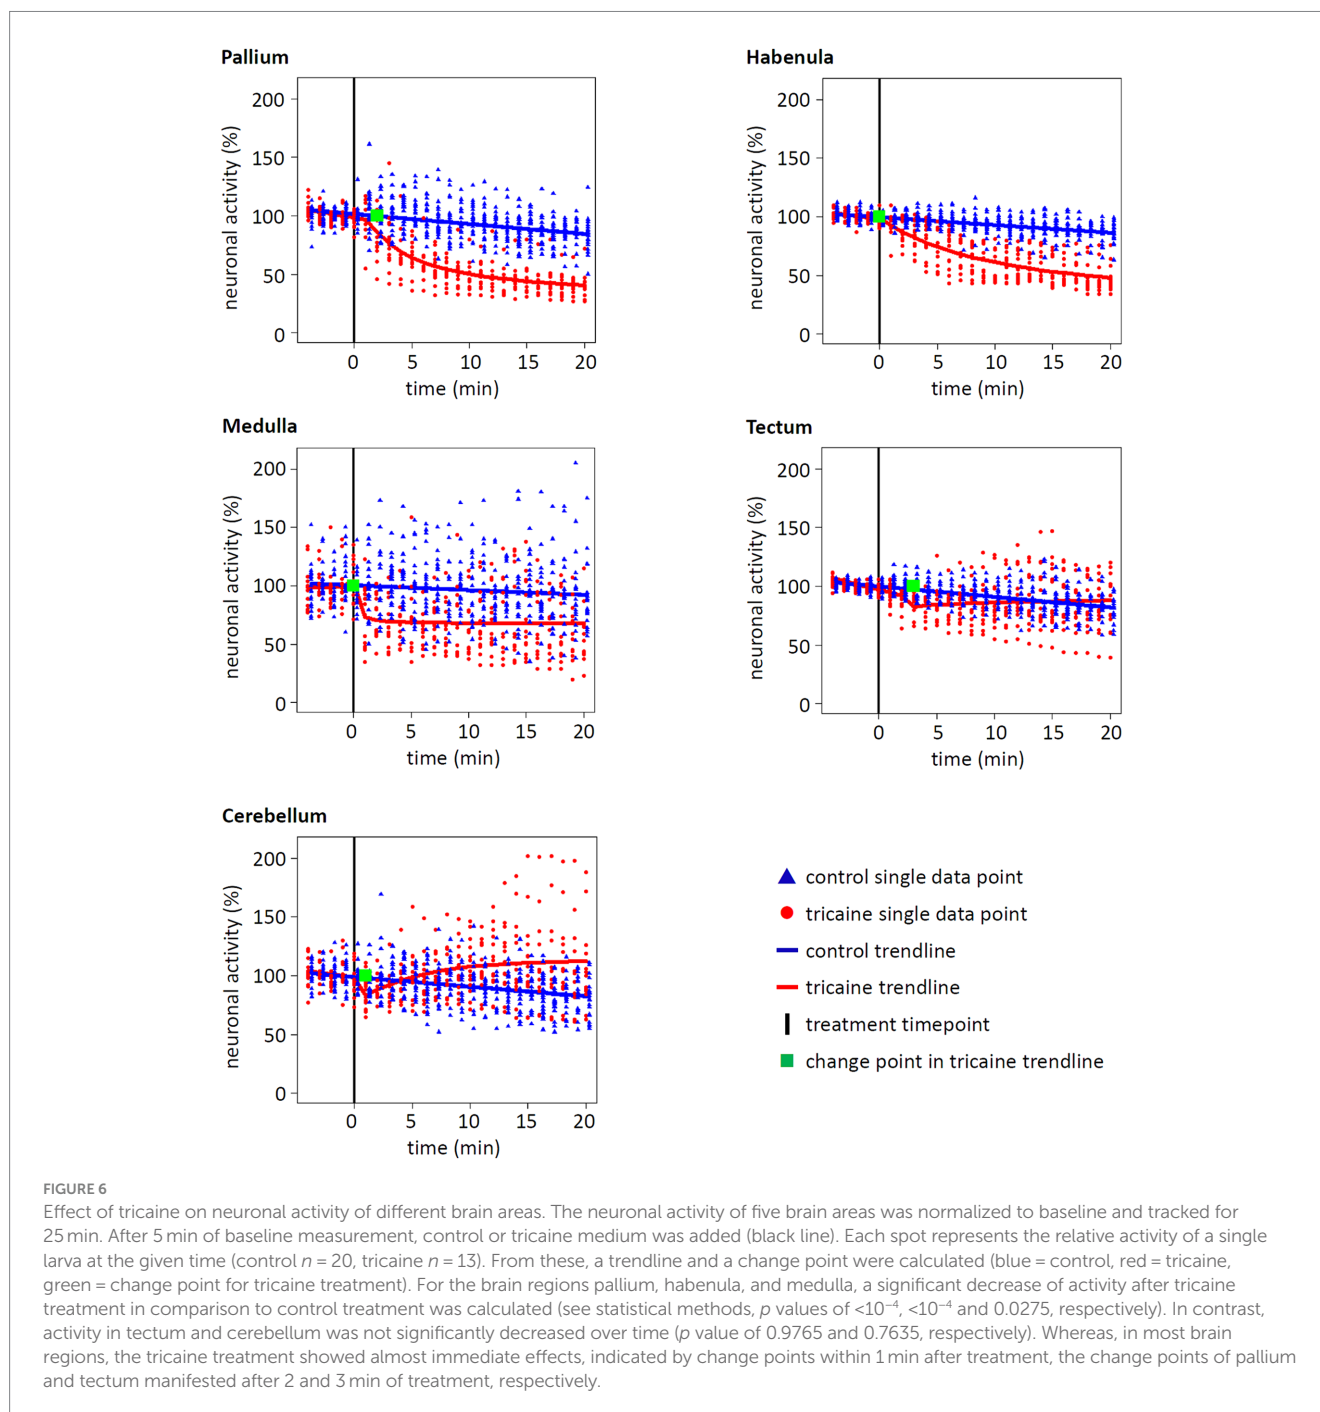 Pallium
neuronal activity (%)
200
150
100
50
0
0 5 10 15 20
time (min)
Habenula
neuronal activity (%)
200
150
100
50
0
0 5 10 15 20
time (min)
Medulla
neuronal activity (%)
200
150
100
50
0
0 5 10 15 20
time (min)
Tectum
neuronal activity (%)
200
150
100
50
0
0 5 10 15 20
time (min)
Cerebellum
neuronal activity (%)
200
150
100
50
0
0 5 10 15 20
time (min)
control single data point
tricaine single data point
control trendline
tricaine trendline
treatment timepoint
change point in tricaine trendline
FIGURE 6
Effect of tricaine on neuronal activity of different brain areas. The neuronal activity of five brain areas was normalized to baseline and tracked for
25 min. After 5 min of baseline measurement, control or tricaine medium was added (black line). Each spot represents the relative activity of a single
larva at the given time (control n = 20, tricaine n = 13). From these, a trendline and a change point were calculated (blue = control, red = tricaine,
green = change point for tricaine treatment). For the brain regions pallium, habenula, and medulla, a significant decrease of activity after tricaine
treatment in comparison to control treatment was calculated (see statistical methods, p values of <10⁻⁴, <10⁻⁴ and 0.0275, respectively). In contrast,
activity in tectum and cerebellum was not significantly decreased over time (p value of 0.9765 and 0.7635, respectively). Whereas, in most brain
regions, the tricaine treatment showed almost immediate effects, indicated by change points within 1 min after treatment, the change points of pallium
and tectum manifested after 2 and 3 min of treatment, respectively.